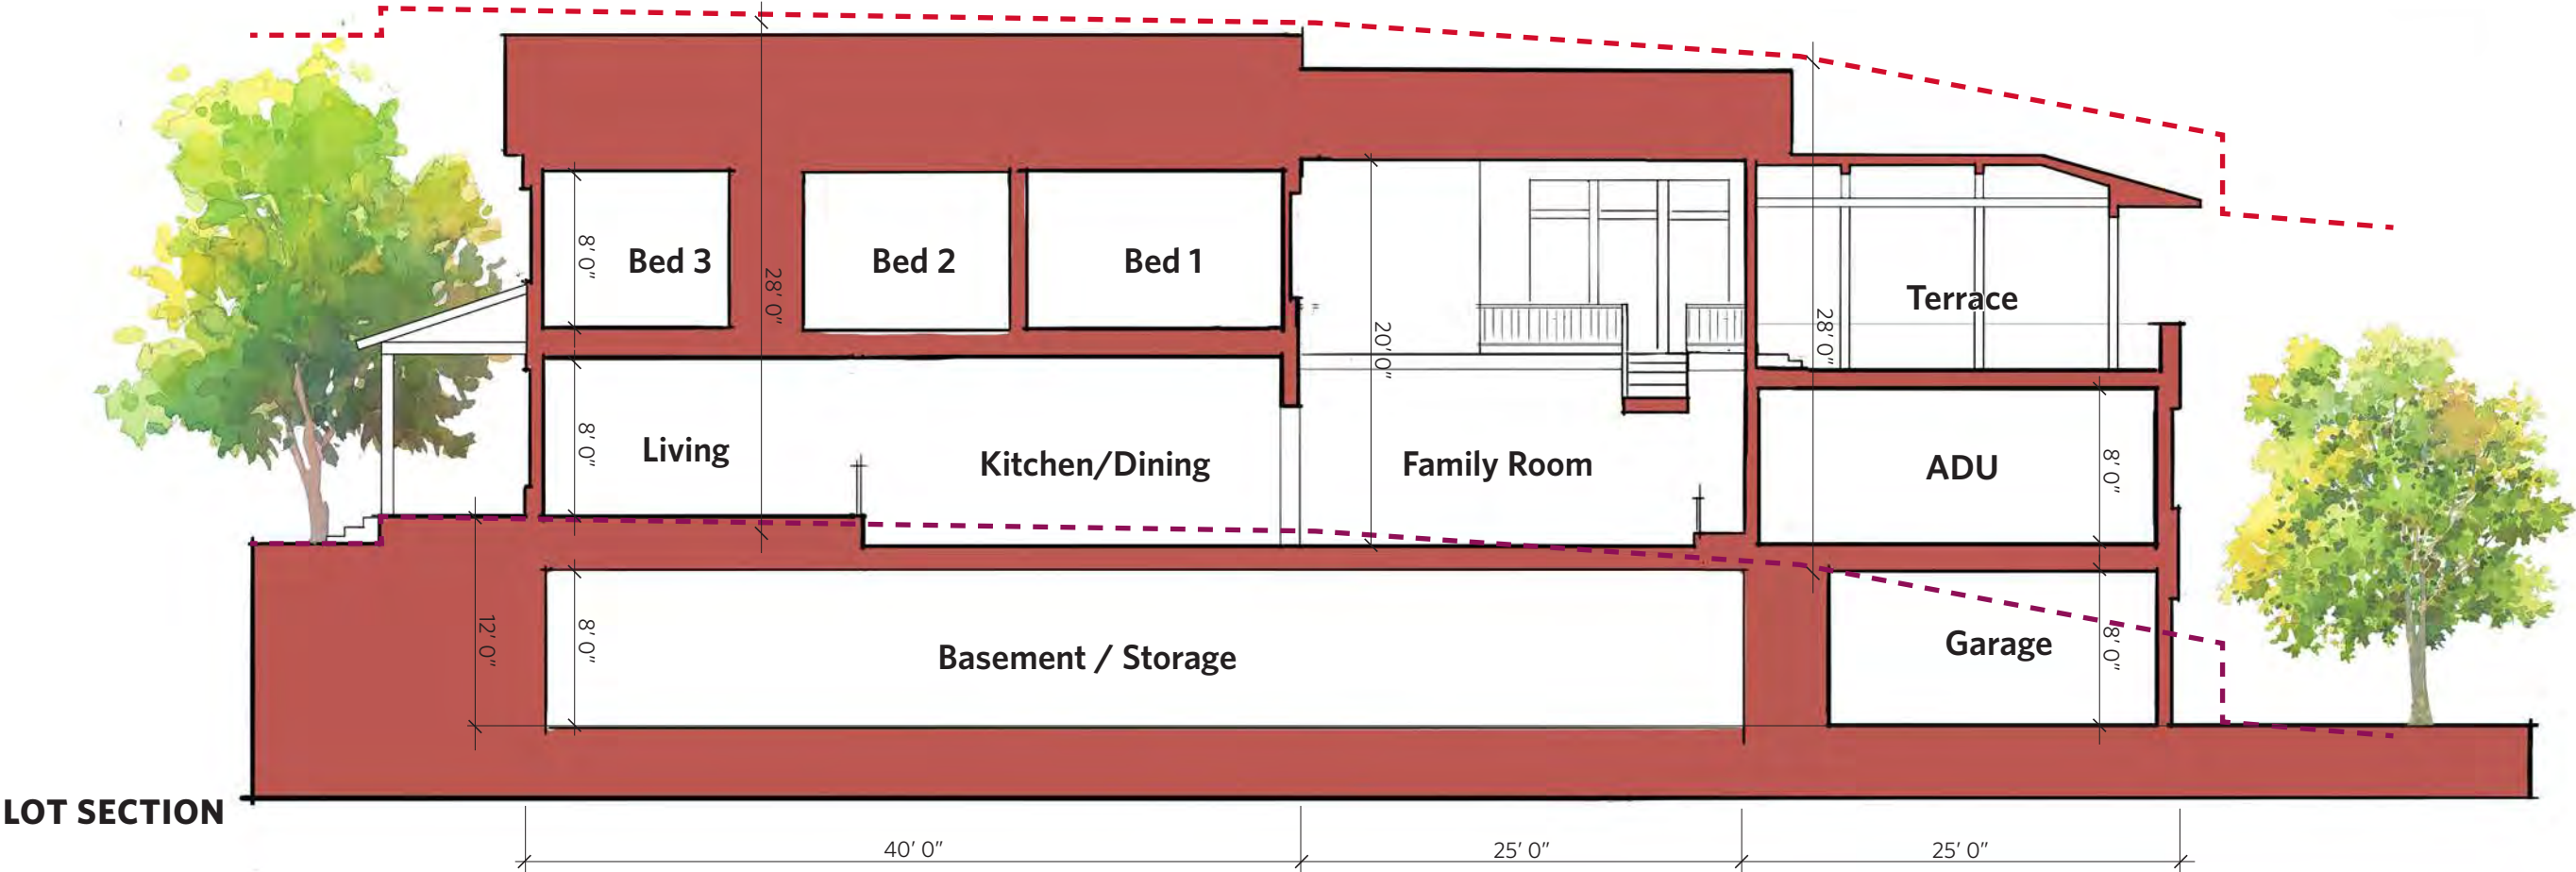 Bed 3
Bed 2
Bed 1
8' 0"
28' 0"
20' 0"
28' 0"
Terrace
Living
8' 0"
Kitchen/Dining
Family Room
ADU
8' 0"
12' 0"
8' 0"
Basement / Storage
Garage
8' 0"
LOT SECTION
40' 0"
25' 0"
25' 0"